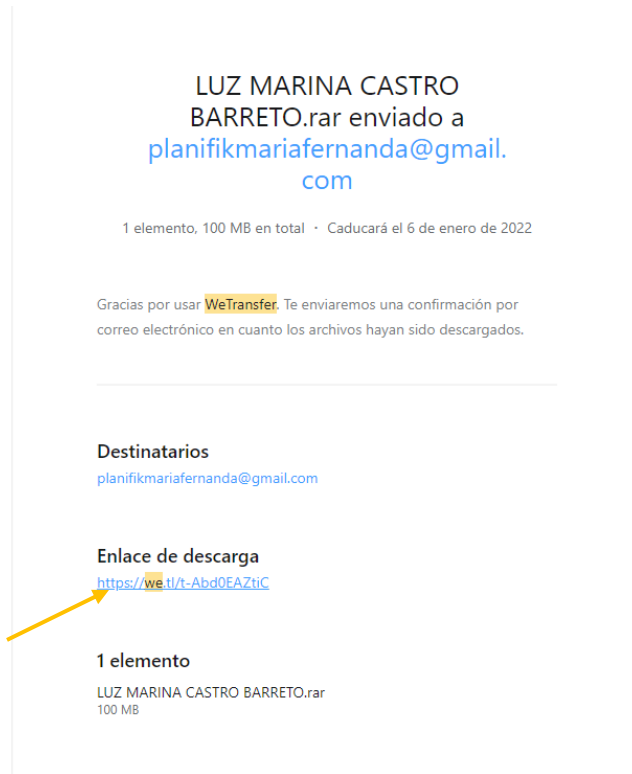 LUZ MARINA CASTRO
BARRETO.rar enviado a
planifikmariafernanda@gmail.
com
1 elemento, 100 MB en total · Caducará el 6 de enero de 2022
Gracias por usar WeTransfer. Te enviaremos una confirmación por
correo electrónico en cuanto los archivos hayan sido descargados.
Destinatarios
planifikmariafernanda@gmail.com
Enlace de descarga
https://we.tl/t-Abd0EAZtiC
1 elemento
LUZ MARINA CASTRO BARRETO.rar
100 MB